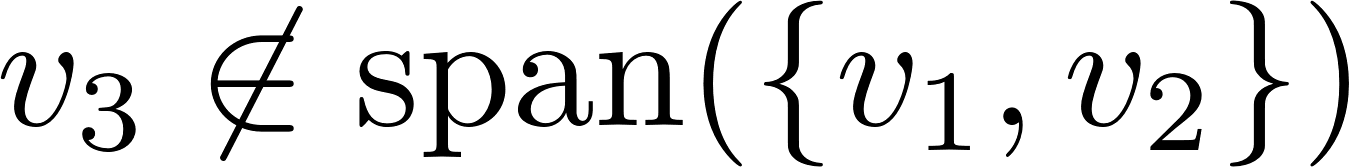 v₃ ∉ span({v₁, v₂})